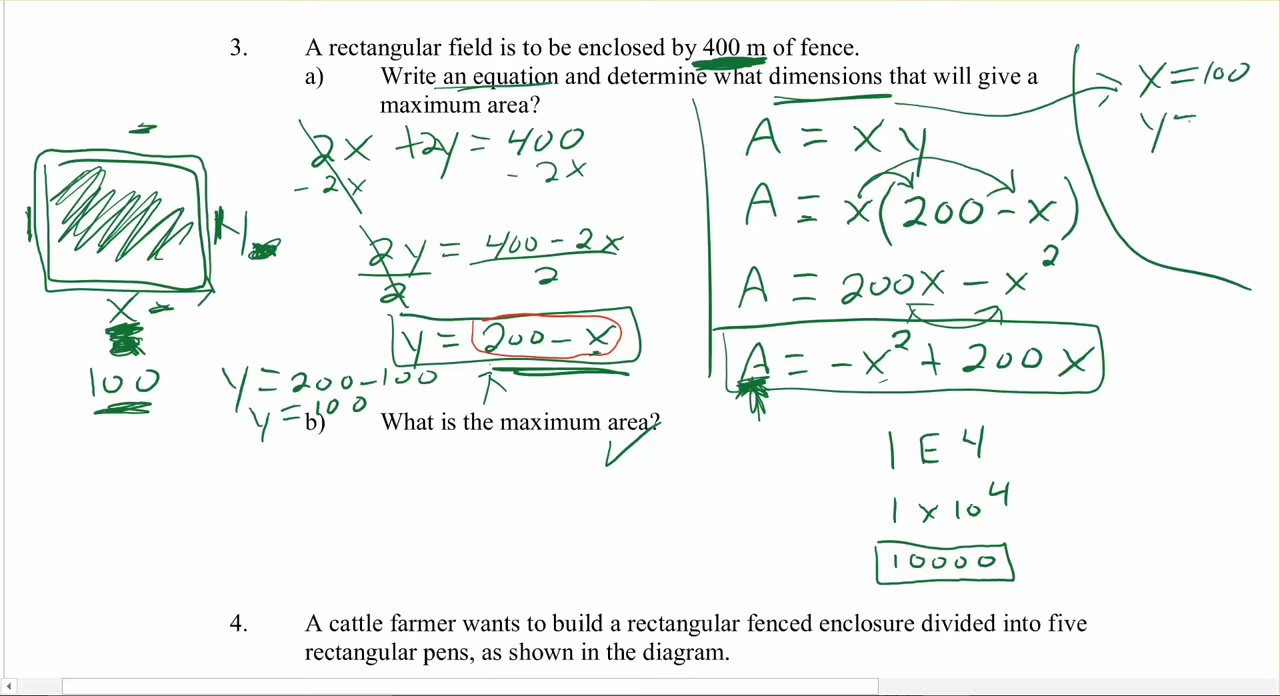 3. A rectangular field is to be enclosed by 400 m of fence.
a) Write an equation and determine what dimensions that will give a
maximum area?
x = 100
y =
2x + 2y = 400
- 2x - 2x
2y = 400 - 2x
2 2
y = 200 - x
x
100
y = 200 - 100
y = 100
A = x y
A = x(200 - x)
A = 200x - x²
A = -x² + 200x
b) What is the maximum area?
1 E 4
1 x 10⁴
10000
4. A cattle farmer wants to build a rectangular fenced enclosure divided into five
rectangular pens, as shown in the diagram.